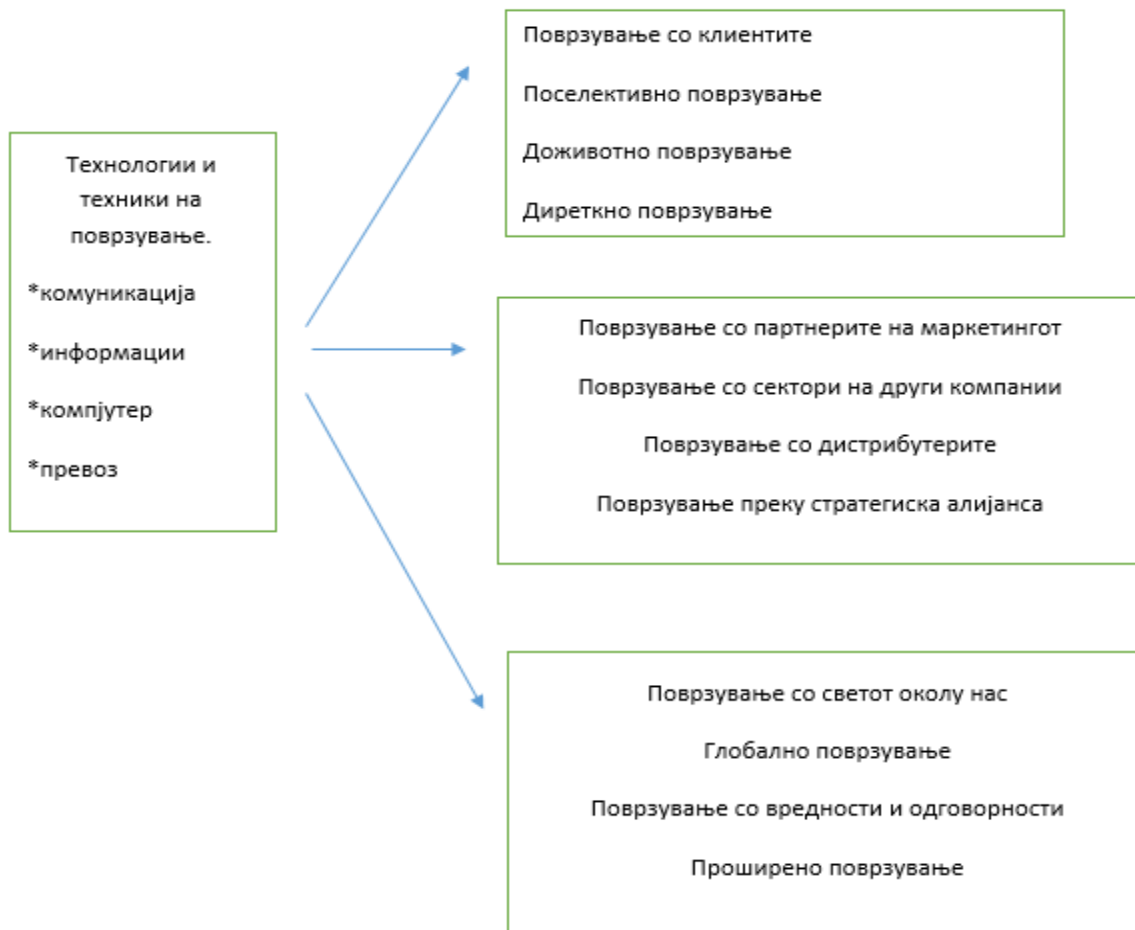 Технологии и
техники на
поврзување.
*комуникација
*информации
*компјутер
*превоз
Поврзување со клиентите
Поселективно поврзување
Доживотно поврзување
Диреткно поврзување
Поврзување со партнерите на маркетингот
Поврзување со сектори на други компании
Поврзување со дистрибутерите
Поврзување преку стратегиска алијанса
Поврзување со светот околу нас
Глобално поврзување
Поврзување со вредности и одговорности
Проширено поврзување